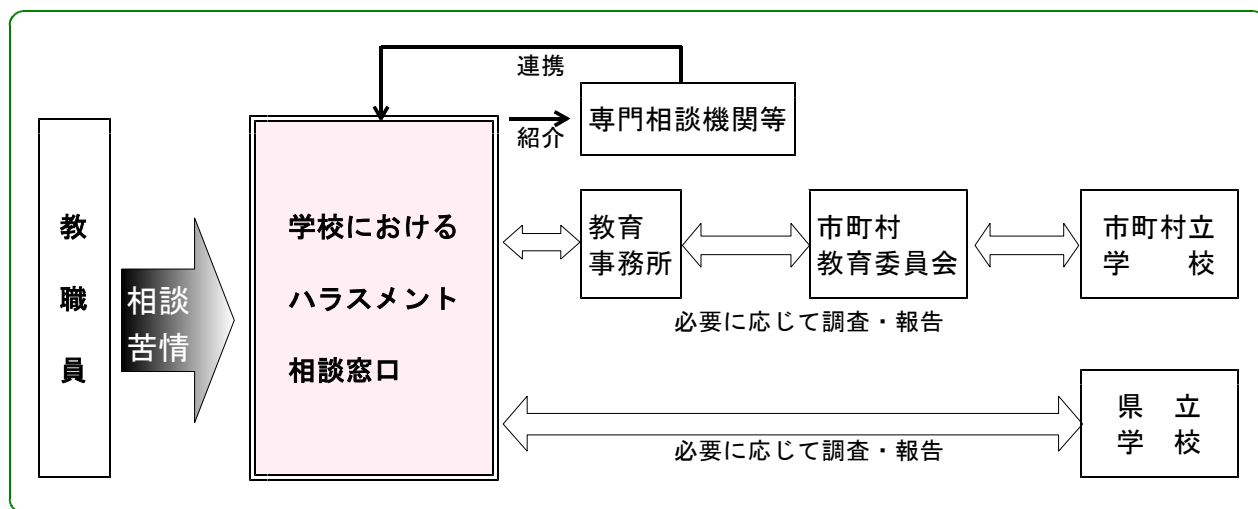 連携
紹介
専門相談機関等
教職員
相談
苦情
学校における
ハラスメント
相談窓口
教育
事務所
市町村
教育委員会
市町村立
学　校
必要に応じて調査・報告
県　立
学　校
必要に応じて調査・報告